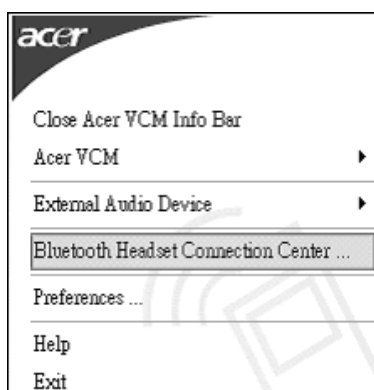 acer
Close Acer VCM Info Bar
Acer VCM
External Audio Device
Bluetooth Headset Connection Center ...
Preferences ...
Help
Exit